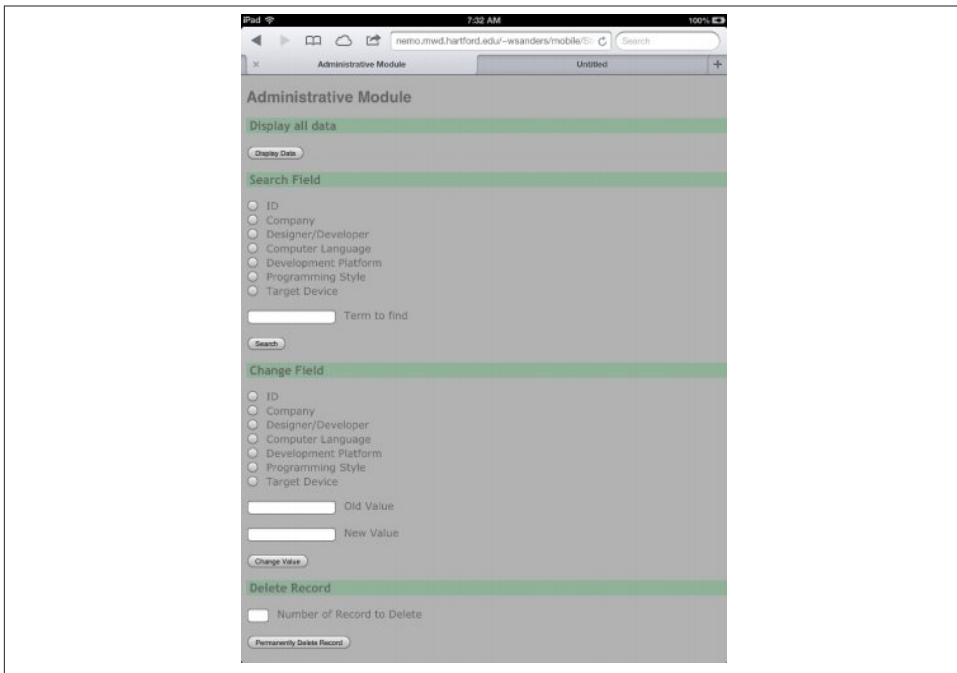 iPad 7:32 AM 100%
nemo.mwd.hartford.edu/~wsanders/mobile/ Search
Administrative Module Untitled
Administrative Module
Display all data
Display Data
Search Field
ID
Company
Designer/Developer
Computer Language
Development Platform
Programming Style
Target Device
Term to find
Search
Change Field
ID
Company
Designer/Developer
Computer Language
Development Platform
Programming Style
Target Device
Old Value
New Value
Change Value
Delete Record
Number of Record to Delete
Permanently Delete Record